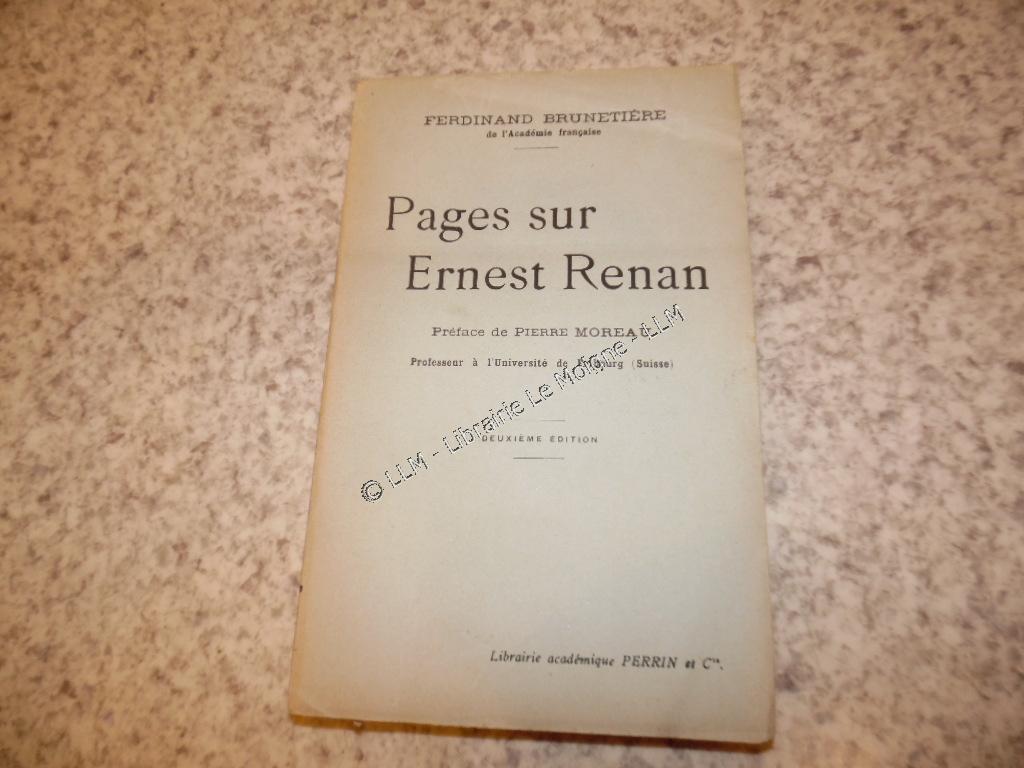 FERDINAND BRUNETIÈRE
de l'Académie française
Pages sur
Ernest Renan
Préface de PIERRE MOREAU
Professeur à l'Université de Fribourg (Suisse)
© LLM - Librairie Le Moigne - LLM
DEUXIÈME ÉDITION
Librairie académique PERRIN et Cie.